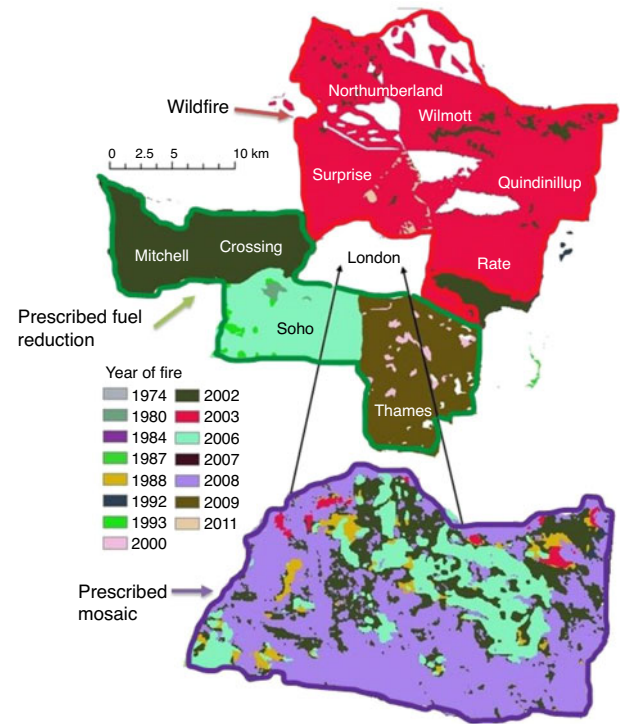 Northumberland
Wilmott
Wildfire
0 2.5 5 10 km
Surprise
Quindinillup
Mitchell
Crossing
London
Rate
Prescribed fuel
reduction
Soho
Thames
Year of fire
1974 2002
1980 2003
1984 2006
1987 2007
1988 2008
1992 2009
1993 2011
2000
Prescribed
mosaic